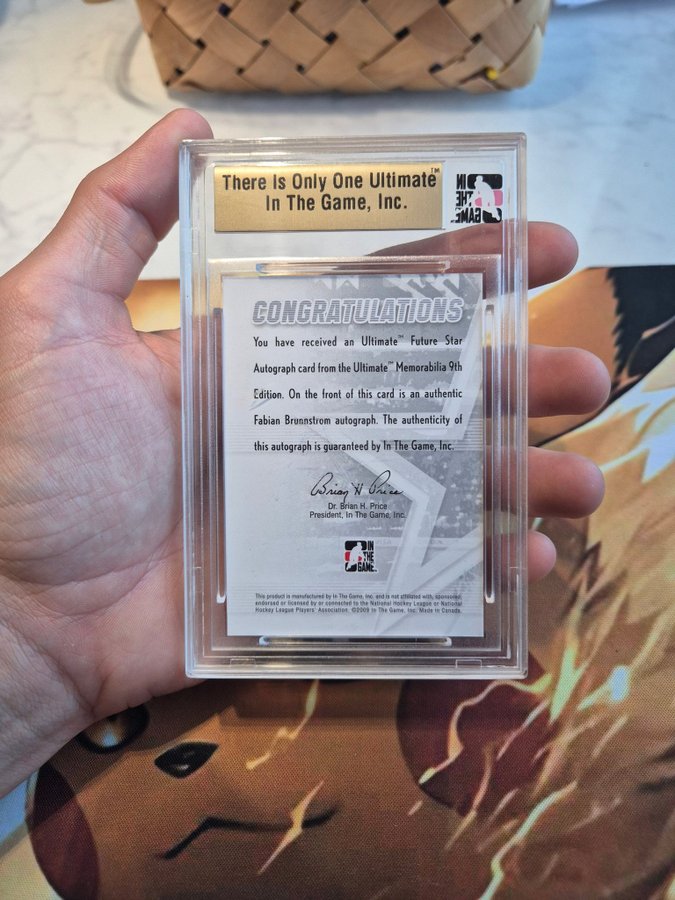 There Is Only One Ultimate™
In The Game, Inc.
IN
THE
GAME
CONGRATULATIONS
You have received an Ultimate™ Future Star
Autograph card from the Ultimate™ Memorabilia 9th
Edition. On the front of this card is an authentic
Fabian Brunnstrom autograph. The authenticity of
this autograph is guaranteed by In The Game, Inc.
Brian H Price
Dr. Brian H. Price
President, In The Game, Inc.
IN
THE
GAME
This product is manufactured by In The Game, Inc. and is not affiliated with, sponsored,
endorsed or licensed by or connected to the National Hockey League or National
Hockey League Players' Association. ©2009 In The Game, Inc. Made in Canada.